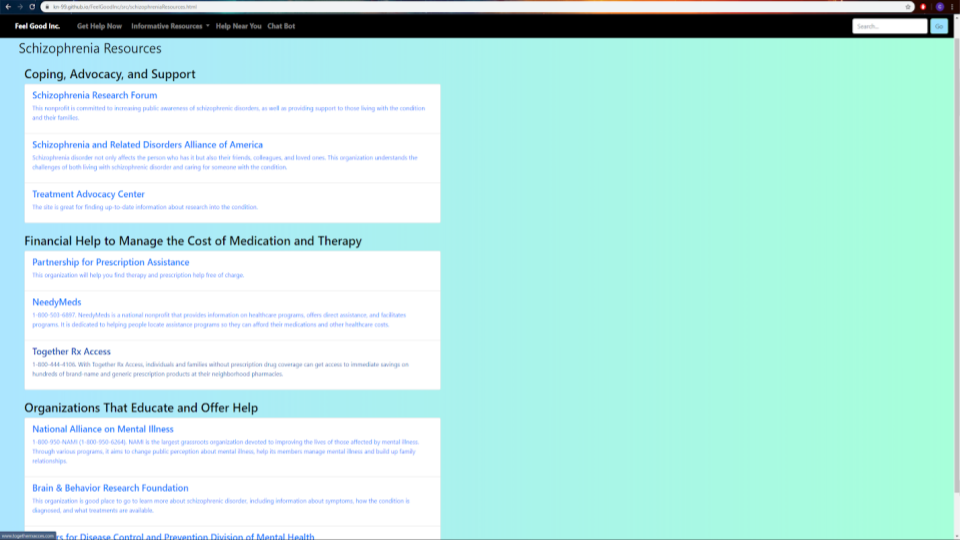 Feel Good Inc. Get Help Now Informative Resources Help Near You Chat Bot Search... Go
Schizophrenia Resources
Coping, Advocacy, and Support
Schizophrenia Research Forum
This nonprofit is committed to increasing public awareness of schizophrenic disorders, as well as providing support to those living with the condition
and their families.
Schizophrenia and Related Disorders Alliance of America
Schizophrenia disorder not only affects the person who has it but also their friends, colleagues, and loved ones. This organization understands the
challenges of both living with schizophrenic disorder and caring for someone with the condition.
Treatment Advocacy Center
The site is great for finding up-to-date information about research into the condition.
Financial Help to Manage the Cost of Medication and Therapy
Partnership for Prescription Assistance
This organization will help you find therapy and prescription help free of charge.
NeedyMeds
1-800-503-6897. NeedyMeds is a national nonprofit that provides information on healthcare programs, offers direct assistance, and facilitates
programs. It is dedicated to helping people locate assistance programs so they can afford their medications and other healthcare costs.
Together Rx Access
1-800-444-4106. With Together Rx Access, individuals and families without prescription drug coverage can get access to immediate savings on
hundreds of brand-name and generic prescription products at their neighborhood pharmacies.
Organizations That Educate and Offer Help
National Alliance on Mental Illness
1-800-950-NAMI (1-800-950-6264). NAMI is the largest grassroots organization devoted to improving the lives of those affected by mental illness.
Through various programs, it aims to change public perception about mental illness, help its members manage mental illness and build up family
relationships.
Brain & Behavior Research Foundation
This organization is good place to go to learn more about schizophrenic disorder, including information about symptoms, how the condition is
diagnosed, and what treatments are available.
for Disease Control and Prevention Division of Mental Health